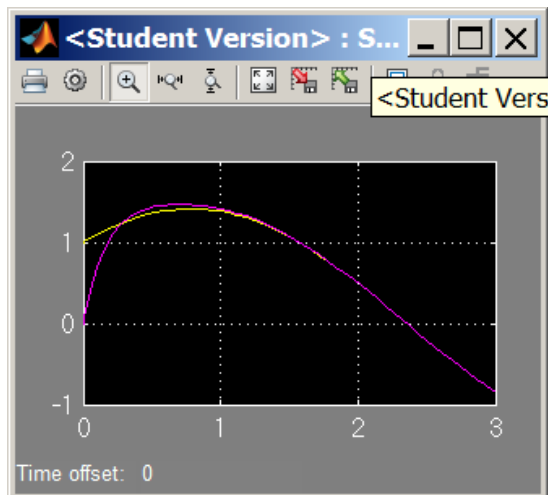 <Student Version> : S...
<Student Vers
2
1
0
-1
0 1 2 3
Time offset: 0